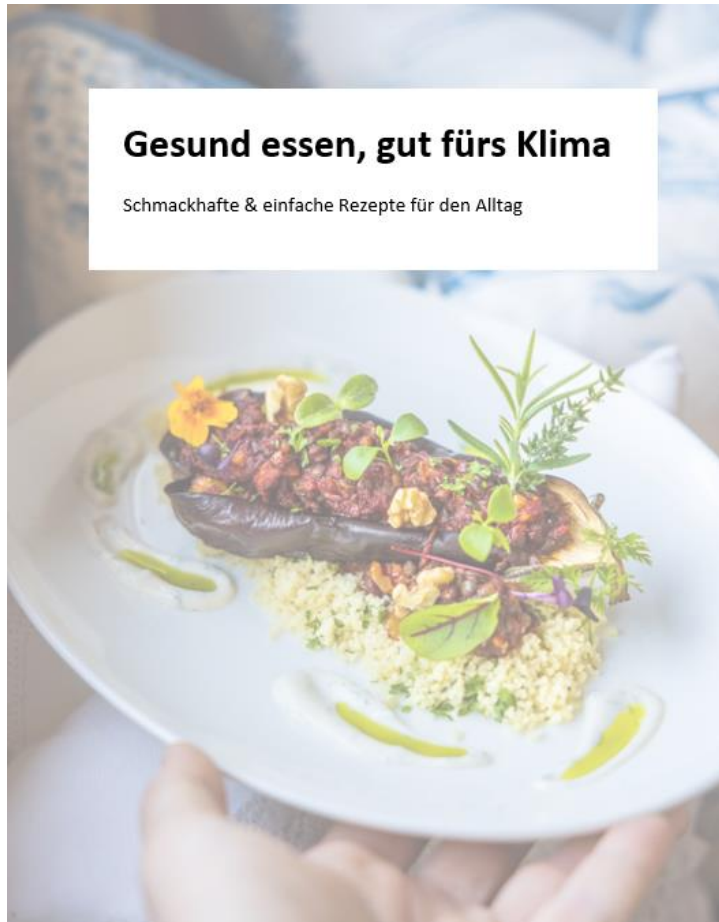 Gesund essen, gut fürs Klima
Schmackhafte & einfache Rezepte für den Alltag